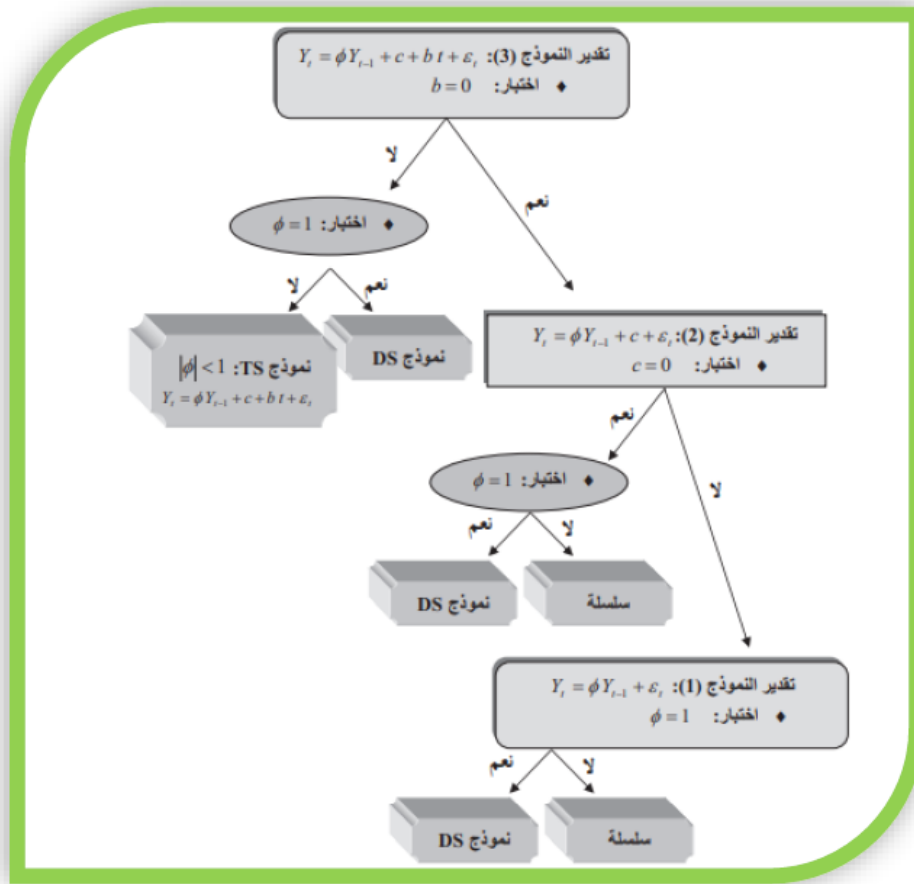 تقدير النموذج (3): Y_t = ϕY_{t-1} + c + b t + ε_t
♦ اختبار: b = 0
لا
نعم
♦ اختبار: ϕ = 1
لا
نعم
نموذج TS: |ϕ| < 1
Y_t = ϕY_{t-1} + c + b t + ε_t
نموذج DS
تقدير النموذج (2): Y_t = ϕY_{t-1} + c + ε_t
♦ اختبار: c = 0
نعم
لا
♦ اختبار: ϕ = 1
نعم
لا
نموذج DS
سلسلة
تقدير النموذج (1): Y_t = ϕY_{t-1} + ε_t
♦ اختبار: ϕ = 1
نعم
لا
نموذج DS
سلسلة